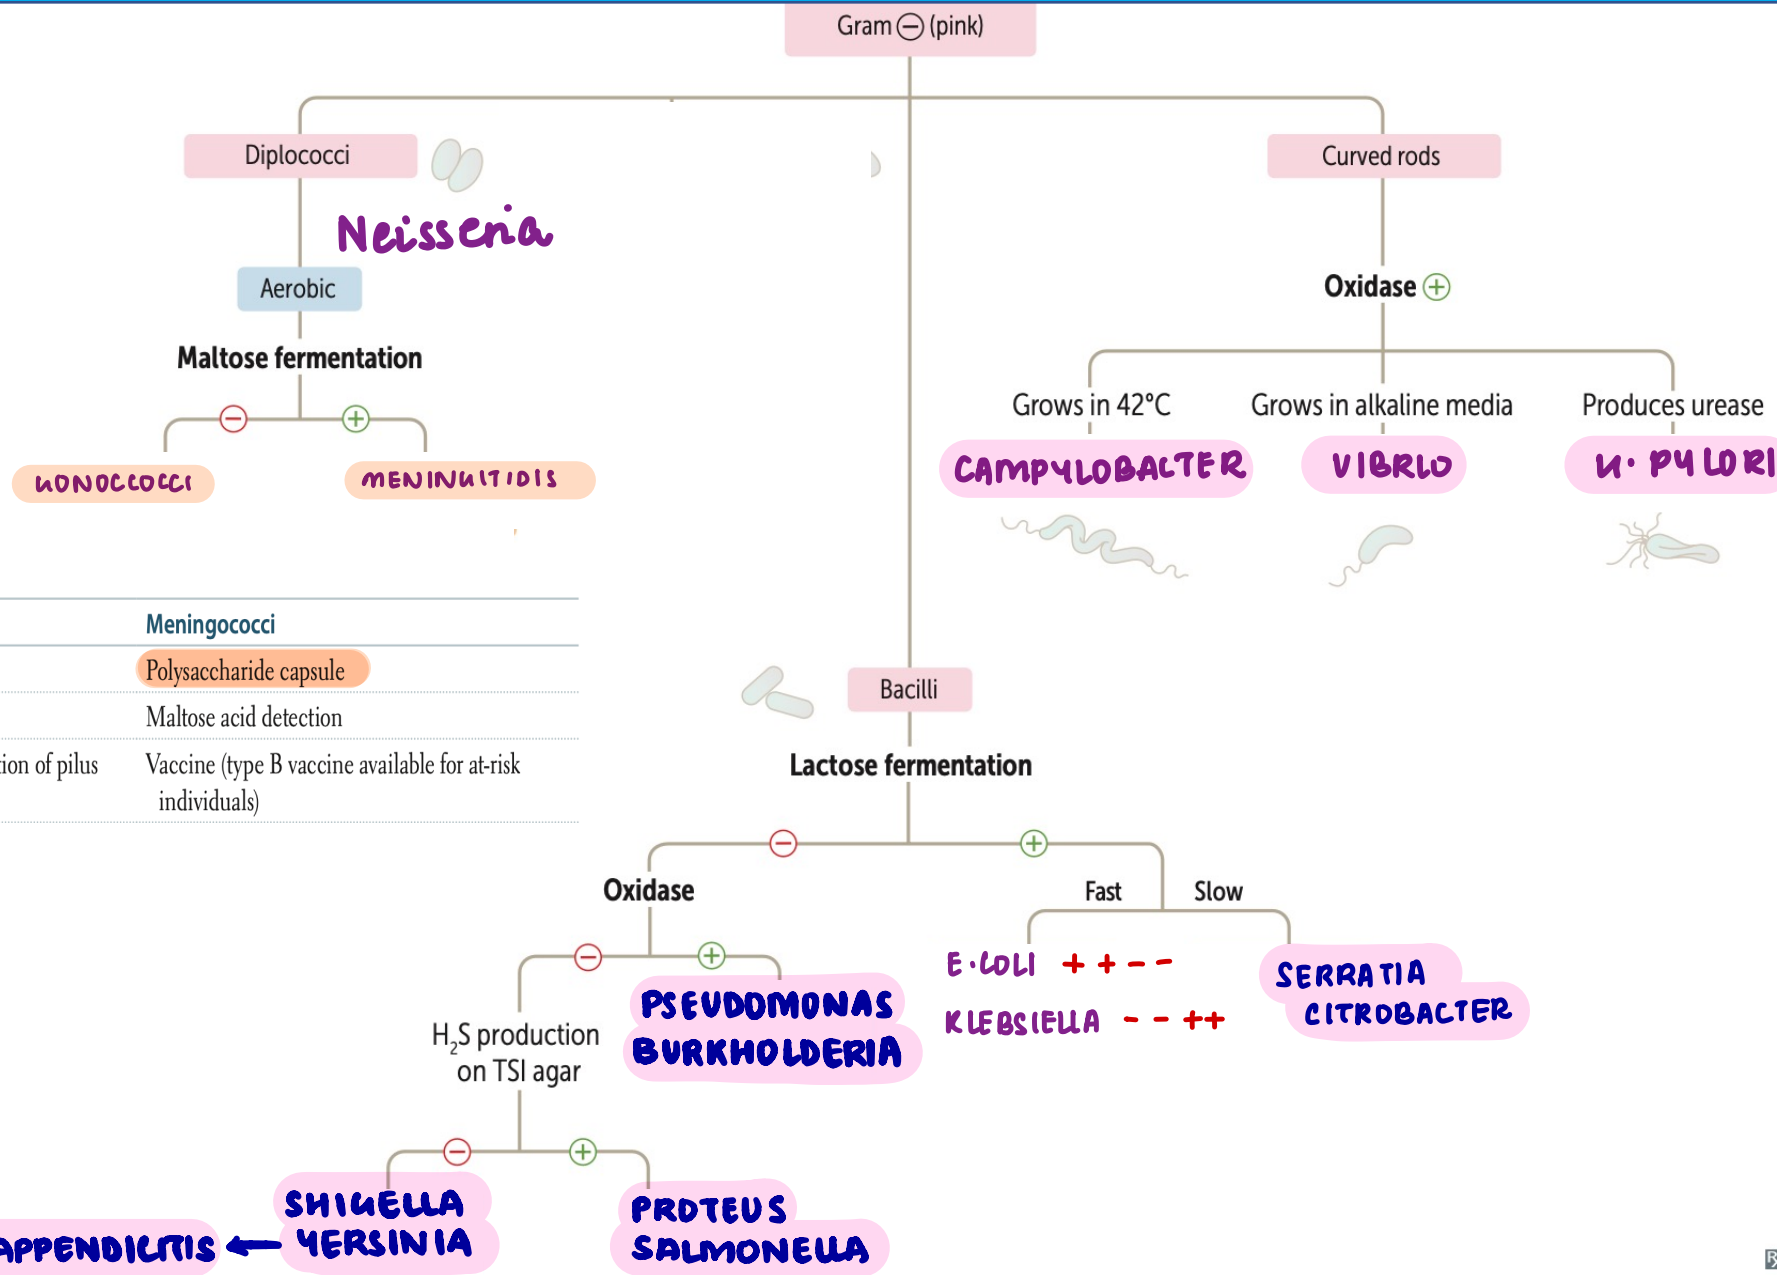 Gram ⊖ (pink)
Diplococci
Neisseria
Aerobic
Maltose fermentation
− +
GONOCCOCCI
MENINGITIDIS
Curved rods
Oxidase ⊕
Grows in 42°C
Grows in alkaline media
Produces urease
CAMPYLOBACTER
VIBRIO
H. PYLORI
Meningococci
Polysaccharide capsule
Maltose acid detection
tion of pilus
Vaccine (type B vaccine available for at-risk
individuals)
Bacilli
Lactose fermentation
− +
Oxidase
− +
Fast
Slow
E.COLI + + - -
KLEBSIELLA - - + +
SERRATIA
CITROBACTER
PSEUDOMONAS
BURKHOLDERIA
H₂S production
on TSI agar
− +
SHIGELLA
YERSINIA
APPENDICITIS ←
PROTEUS
SALMONELLA